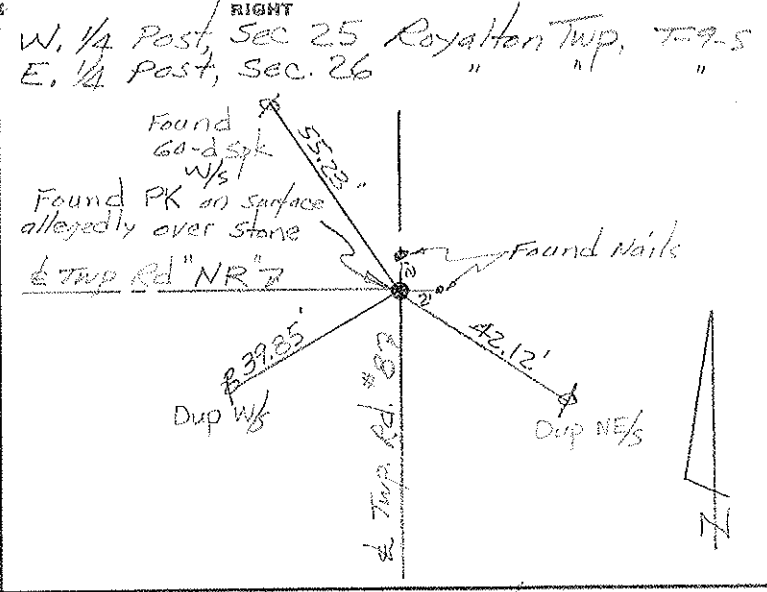 RIGHT
W. 1/4 Post, Sec 25 Royalton Twp. T-9-S
E. 1/4 Post, Sec. 26 " " "
Found
60-d spk
W/s
55.23'
Found PK on surface
allegedly over stone
Found Nails
2'
2'
℄ Twp Rd "NR" 7
39.85'
42.12'
Dup W/s
Dup NE/s
℄ Twp. Rd. #
N